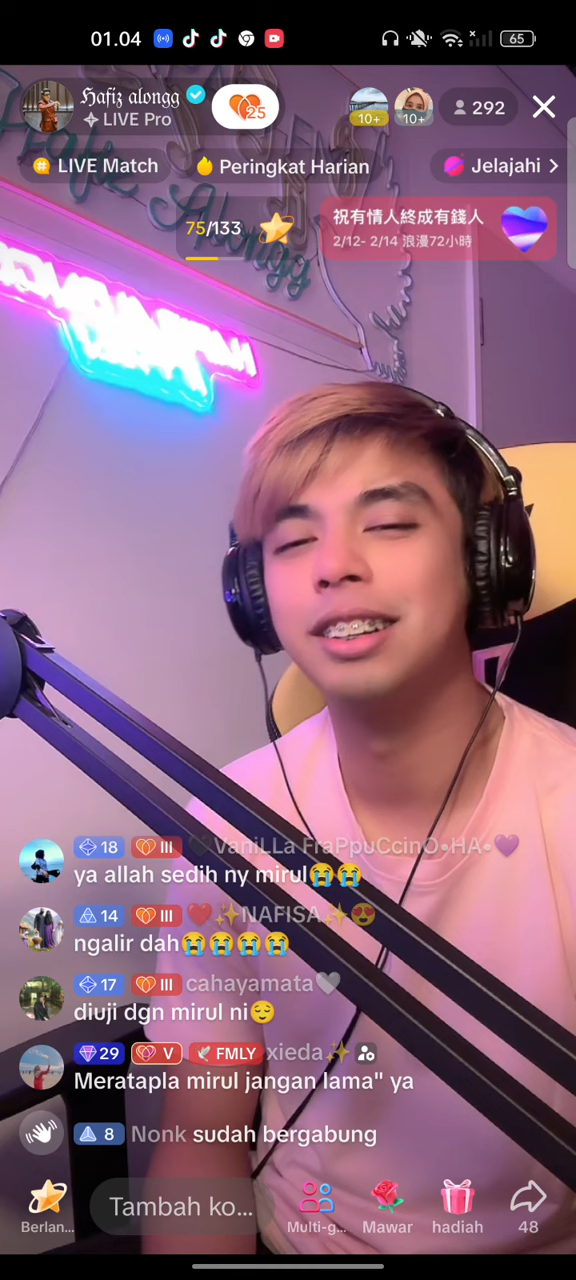 01.04
65
Hafiz alongg
LIVE Pro
25
10+
10+
292
LIVE Match
Peringkat Harian
Jelajahi
75/133
祝有情人終成有錢人
2/12- 2/14 浪漫72小時
18 III 🖤VaniLLa FraPpuCcinO•HA•💜
ya allah sedih ny mirul😭😭
14 III ❤️✨NAFISA✨😍
ngalir dah😭😭😭😭
17 III cahayamata🤍
diuji dgn mirul ni😌
29 V FMLY xieda✨
Meratapla mirul jangan lama" ya
8 Nonk sudah bergabung
Berlan...
Tambah ko...
Multi-g...
Mawar
hadiah
48